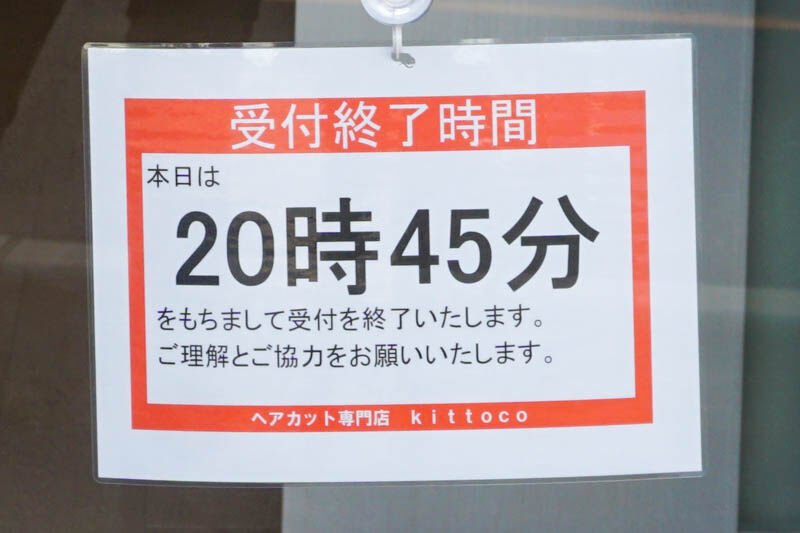 受付終了時間
本日は
20時45分
をもちまして受付を終了いたします。
ご理解とご協力をお願いいたします。
ヘアカット専門店　kittoco